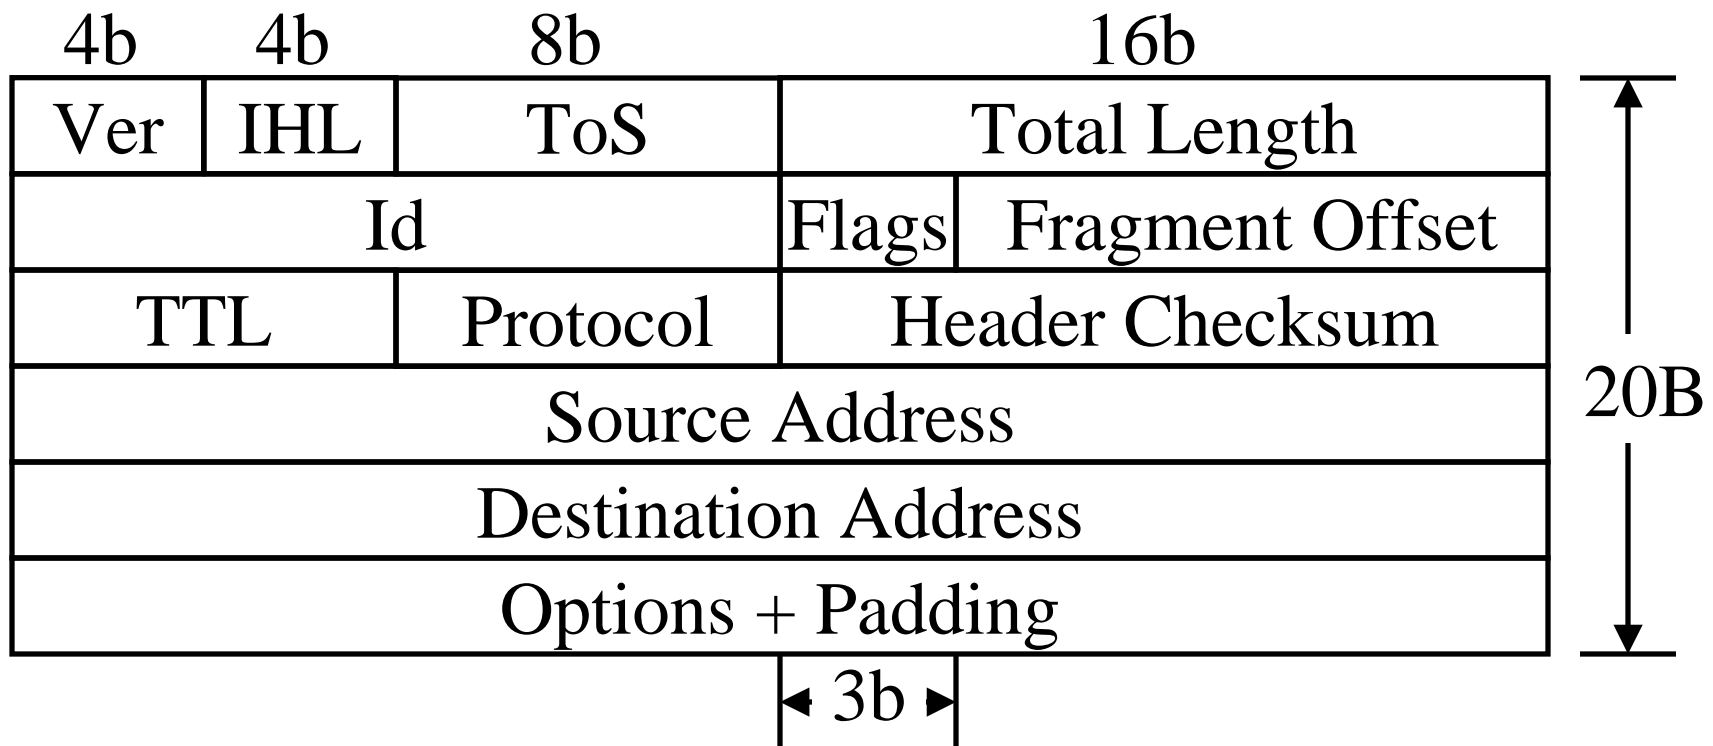 4b 4b 8b 16b
Ver IHL ToS Total Length
Id Flags Fragment Offset
TTL Protocol Header Checksum
Source Address
20B
Destination Address
Options + Padding
3b